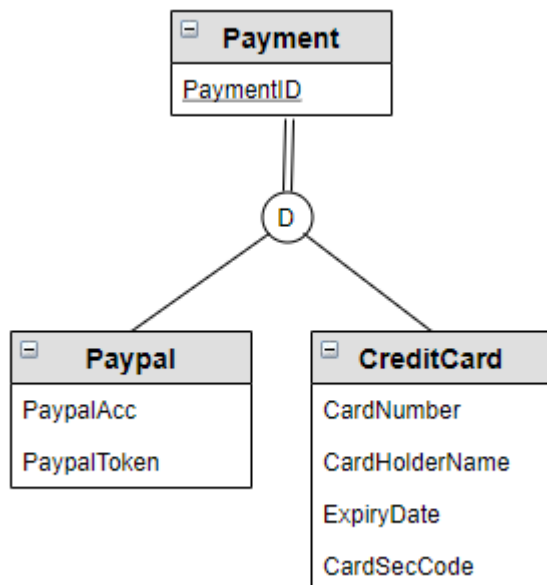 Payment
PaymentID
D
Paypal
PaypalAcc
PaypalToken
CreditCard
CardNumber
CardHolderName
ExpiryDate
CardSecCode